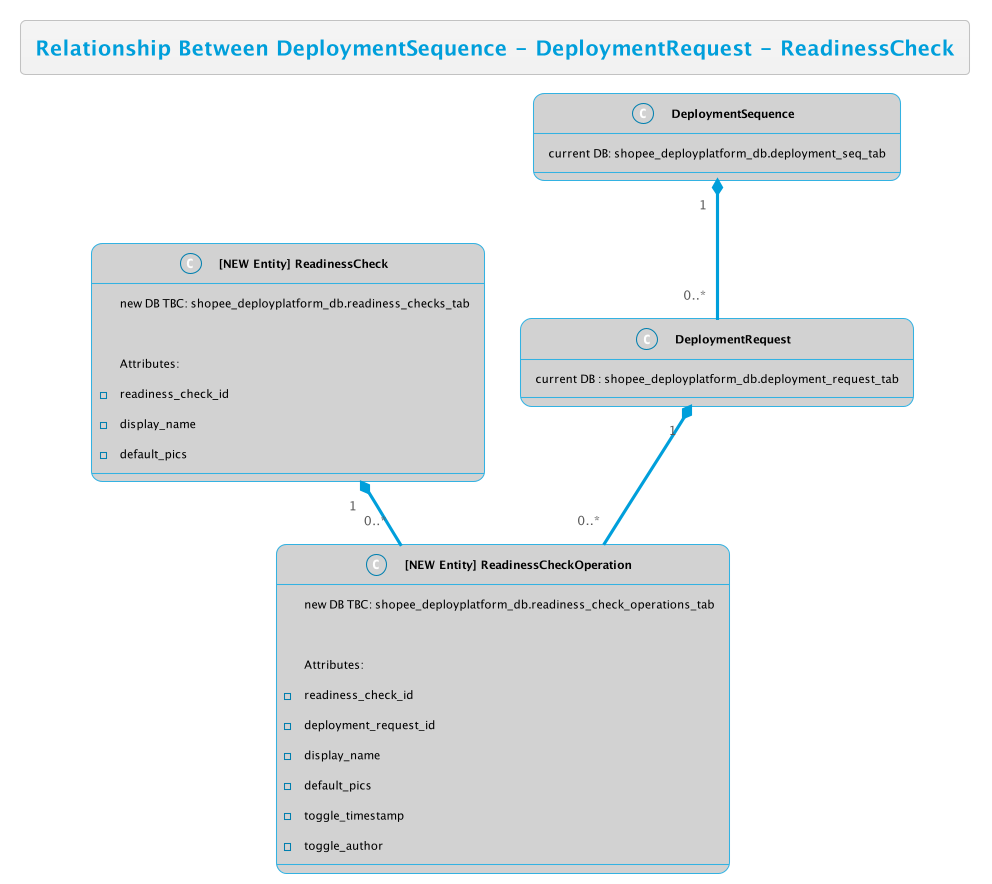 Relationship Between DeploymentSequence - DeploymentRequest - ReadinessCheck
C DeploymentSequence
current DB: shopee_deployplatform_db.deployment_seq_tab
1
0..*
C [NEW Entity] ReadinessCheck
new DB TBC: shopee_deployplatform_db.readiness_checks_tab
Attributes:
readiness_check_id
display_name
default_pics
C DeploymentRequest
current DB : shopee_deployplatform_db.deployment_request_tab
1
0..*
1
0..*
C [NEW Entity] ReadinessCheckOperation
new DB TBC: shopee_deployplatform_db.readiness_check_operations_tab
Attributes:
readiness_check_id
deployment_request_id
display_name
default_pics
toggle_timestamp
toggle_author